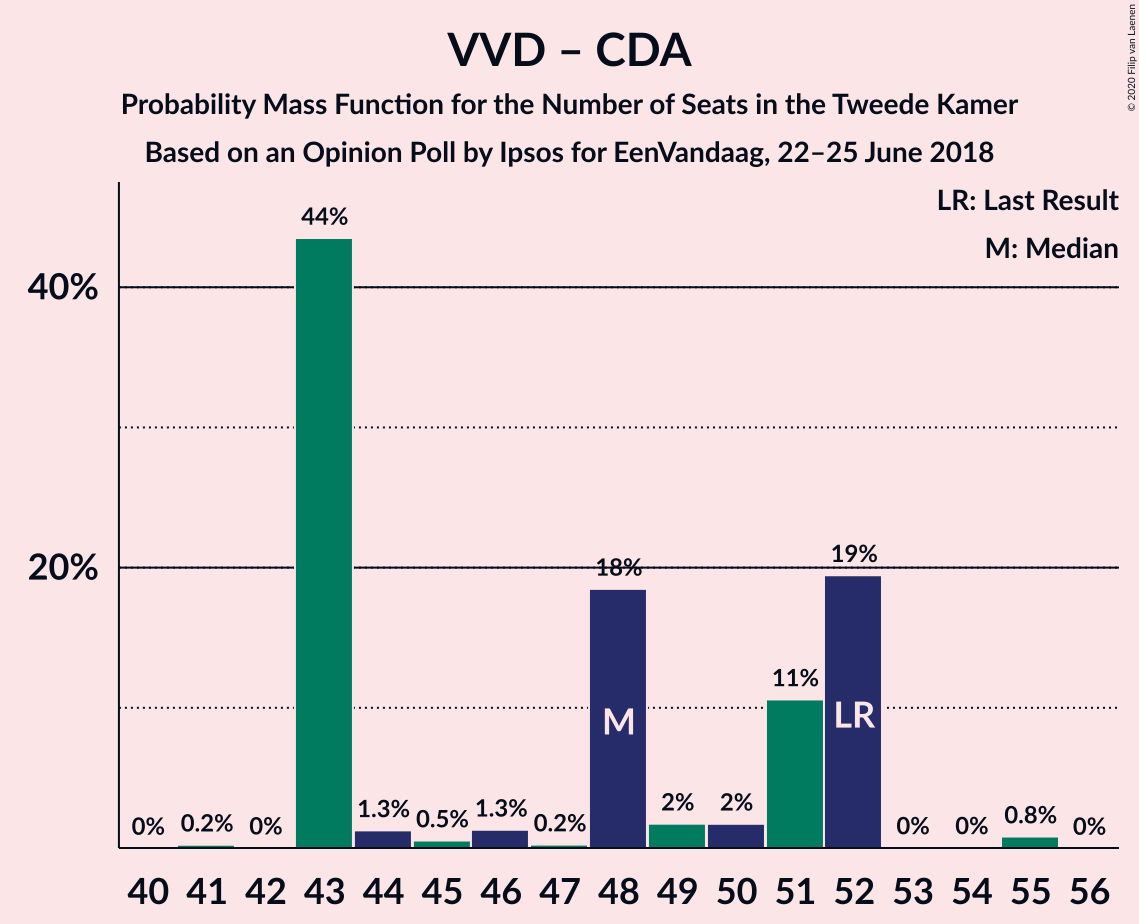 VVD – CDA
Probability Mass Function for the Number of Seats in the Tweede Kamer
Based on an Opinion Poll by Ipsos for EenVandaag, 22–25 June 2018
© 2020 Filip van Laenen
LR: Last Result
M: Median
40%
20%
0%
0.2%
0%
44%
1.3%
0.5%
1.3%
0.2%
18%
2%
2%
11%
19%
0%
0%
0.8%
0%
M
LR
40 41 42 43 44 45 46 47 48 49 50 51 52 53 54 55 56